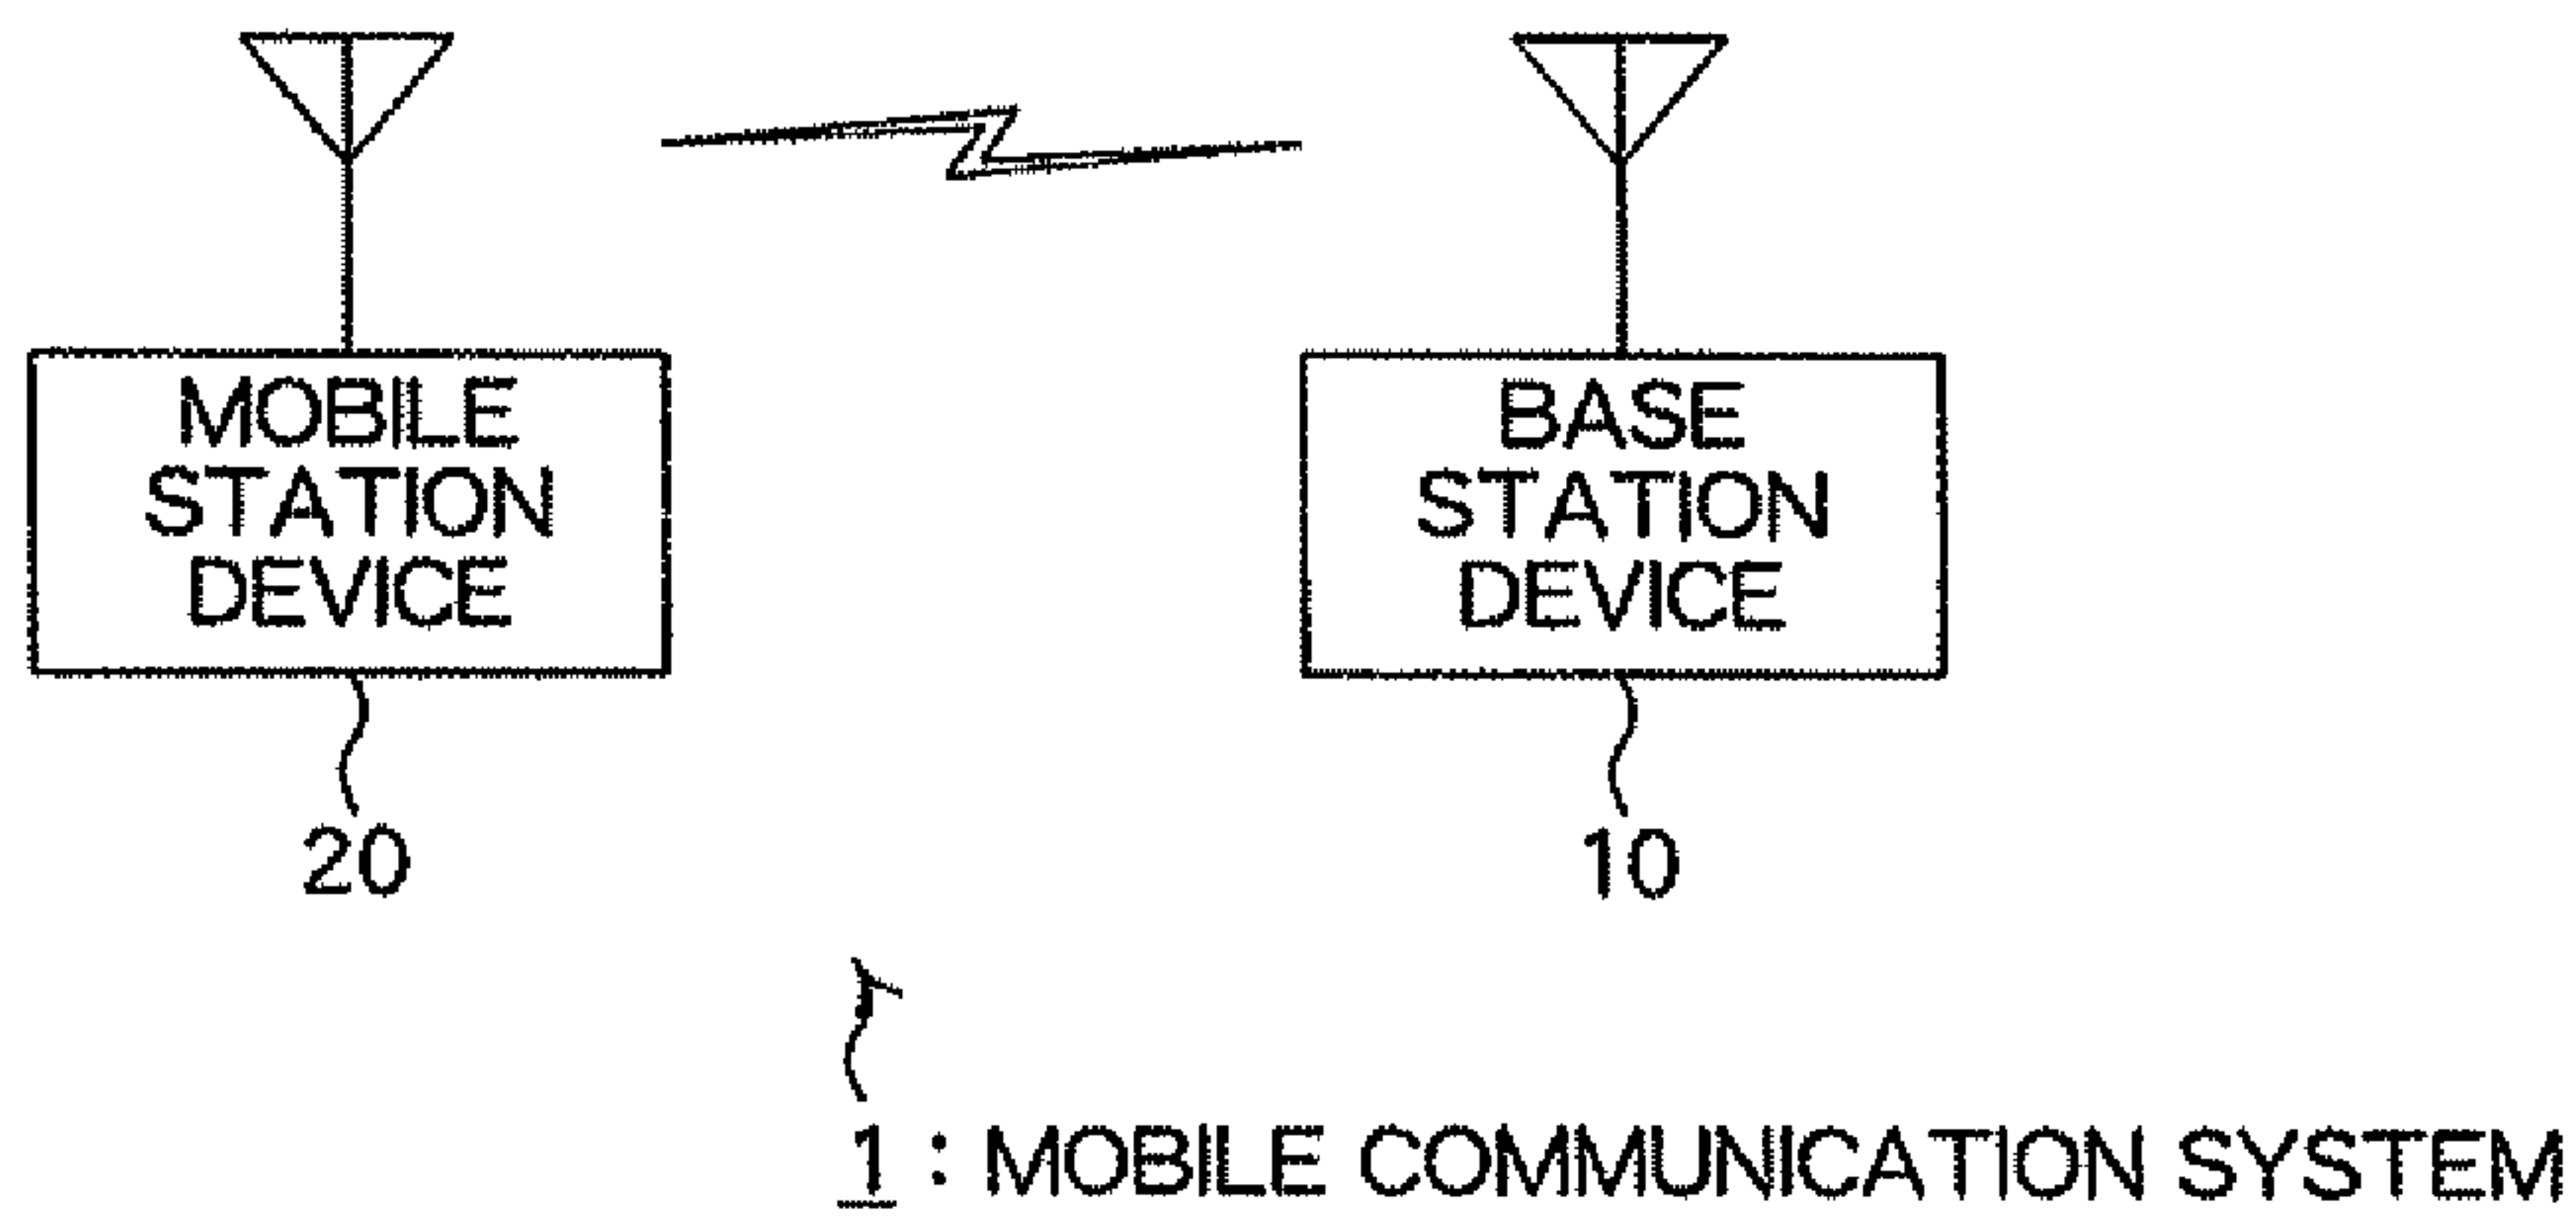 MOBILE
STATION
DEVICE
BASE
STATION
DEVICE
20
10
1 : MOBILE COMMUNICATION SYSTEM